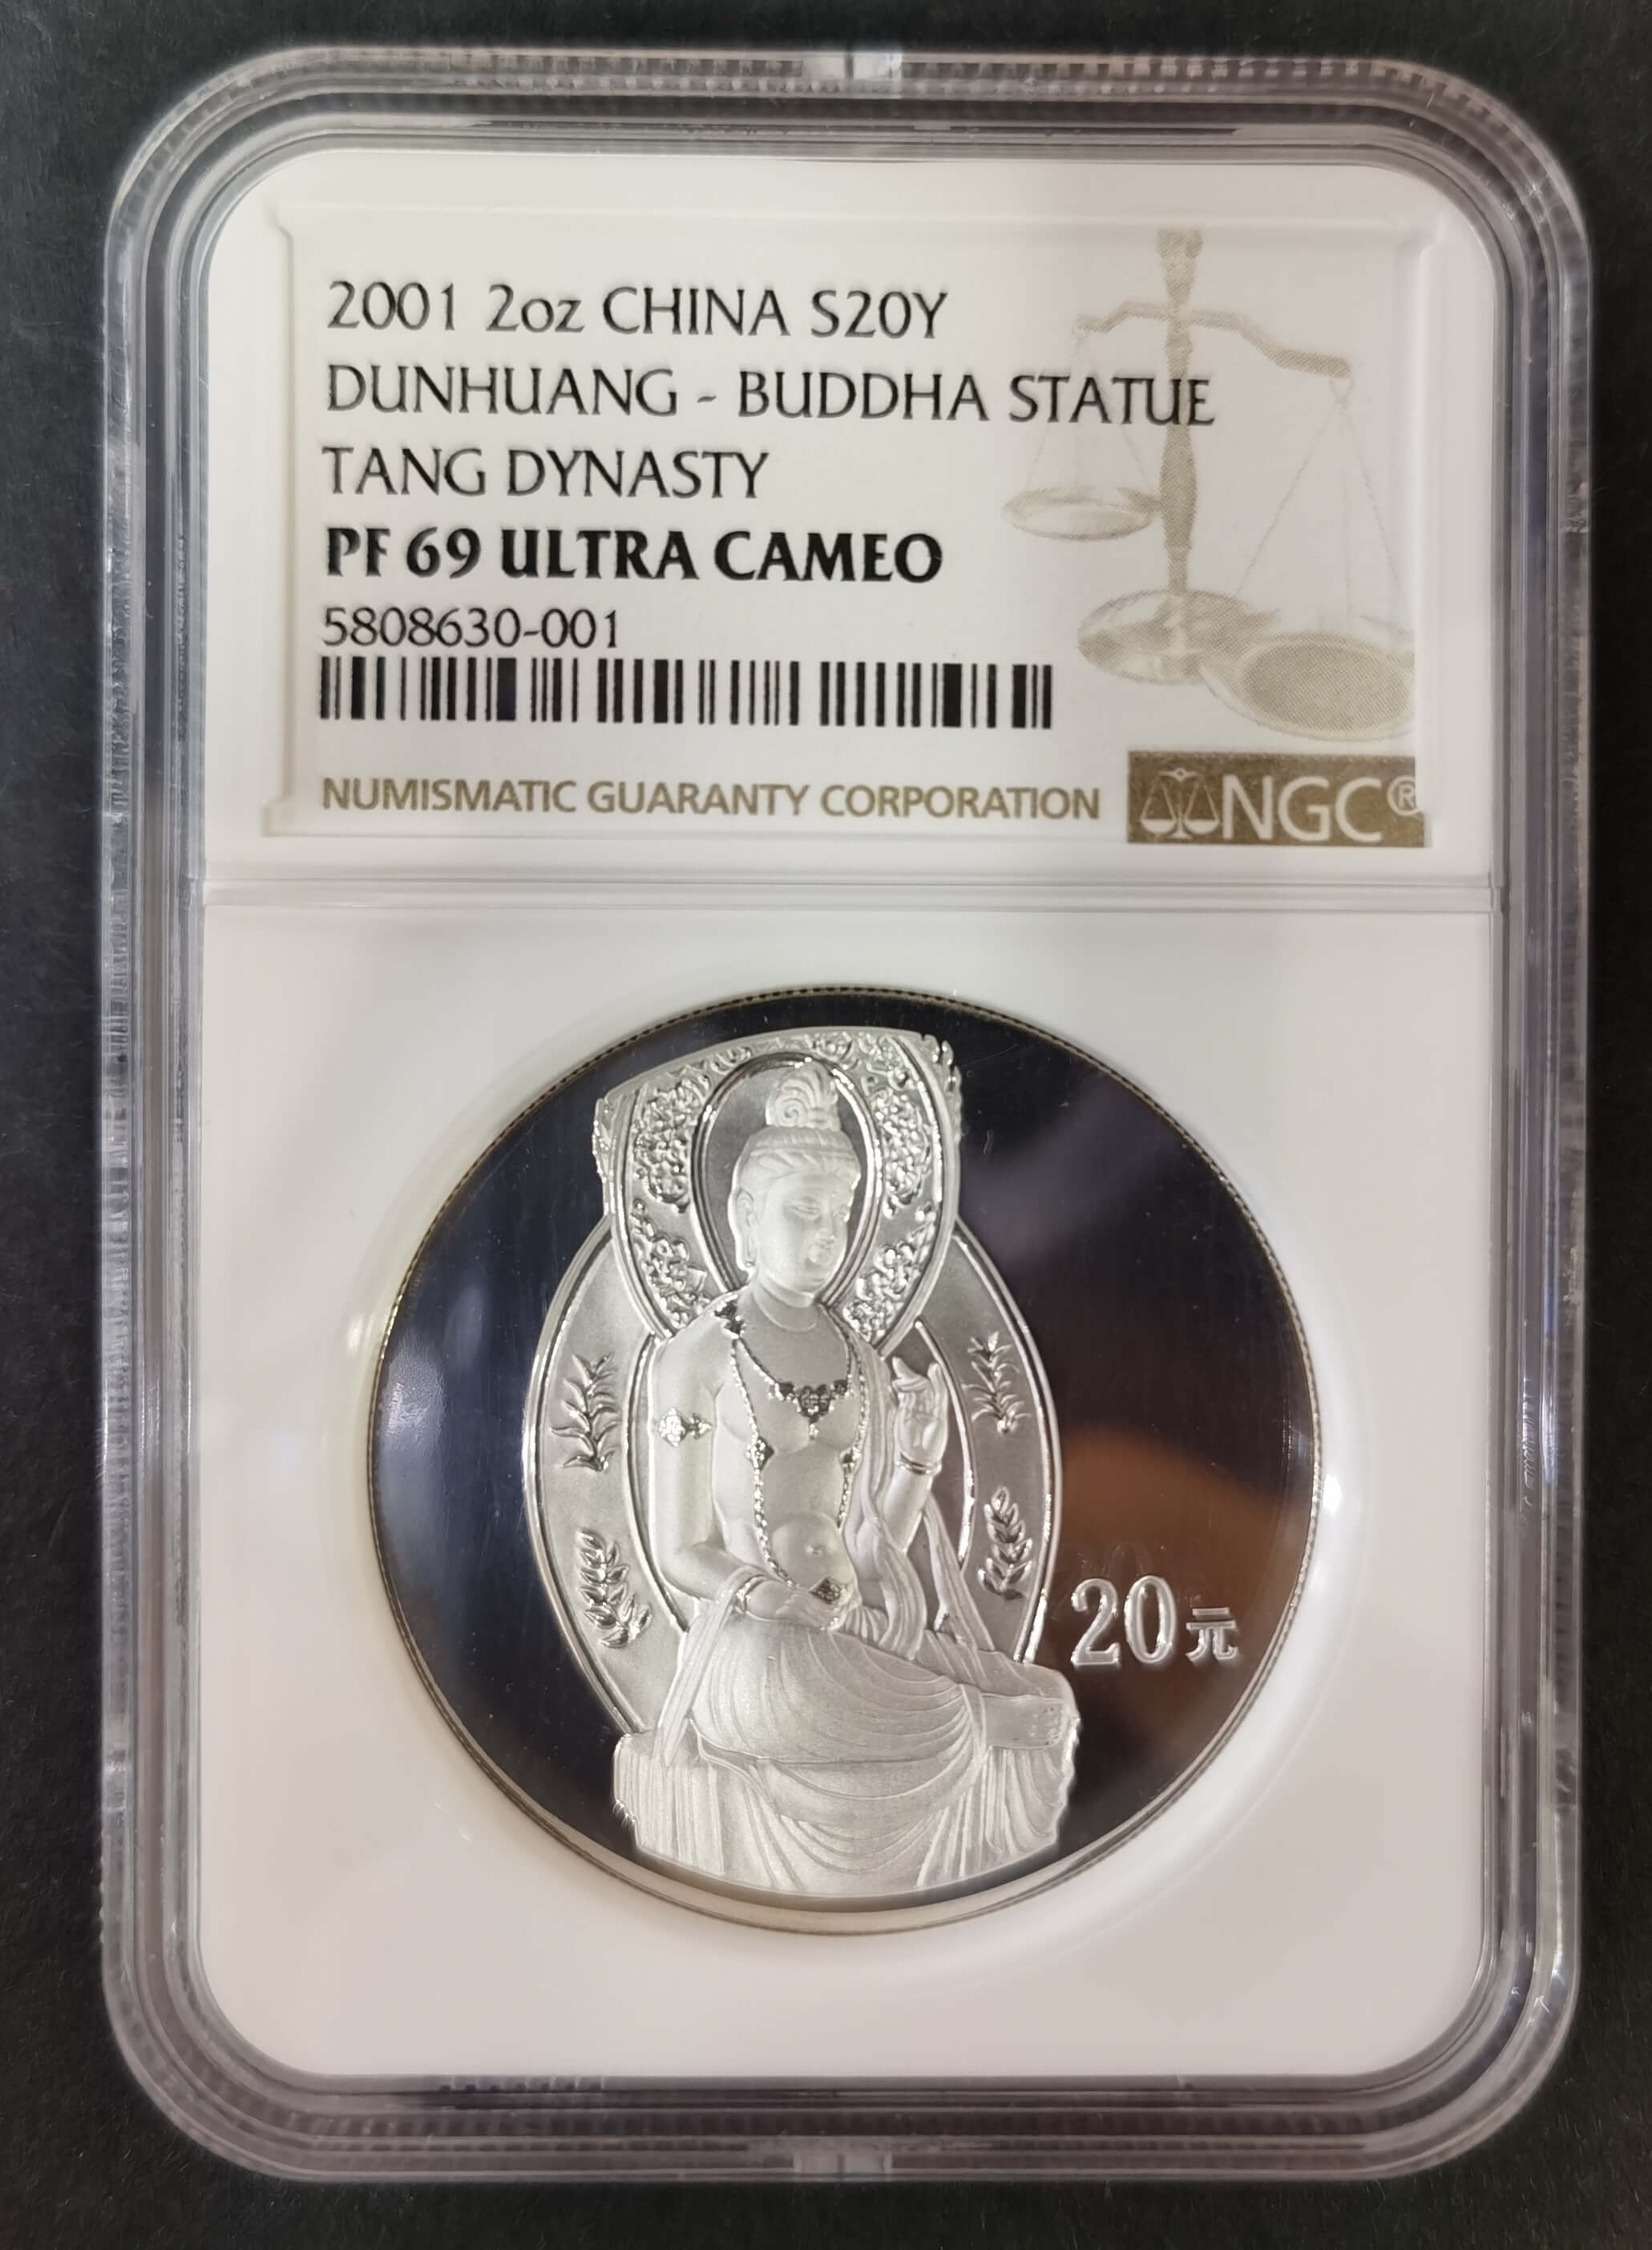 2001 2oz CHINA S20Y
DUNHUANG - BUDDHA STATUE
TANG DYNASTY
PF 69 ULTRA CAMEO
5808630-001
NUMISMATIC GUARANTY CORPORATION NGC®
20元